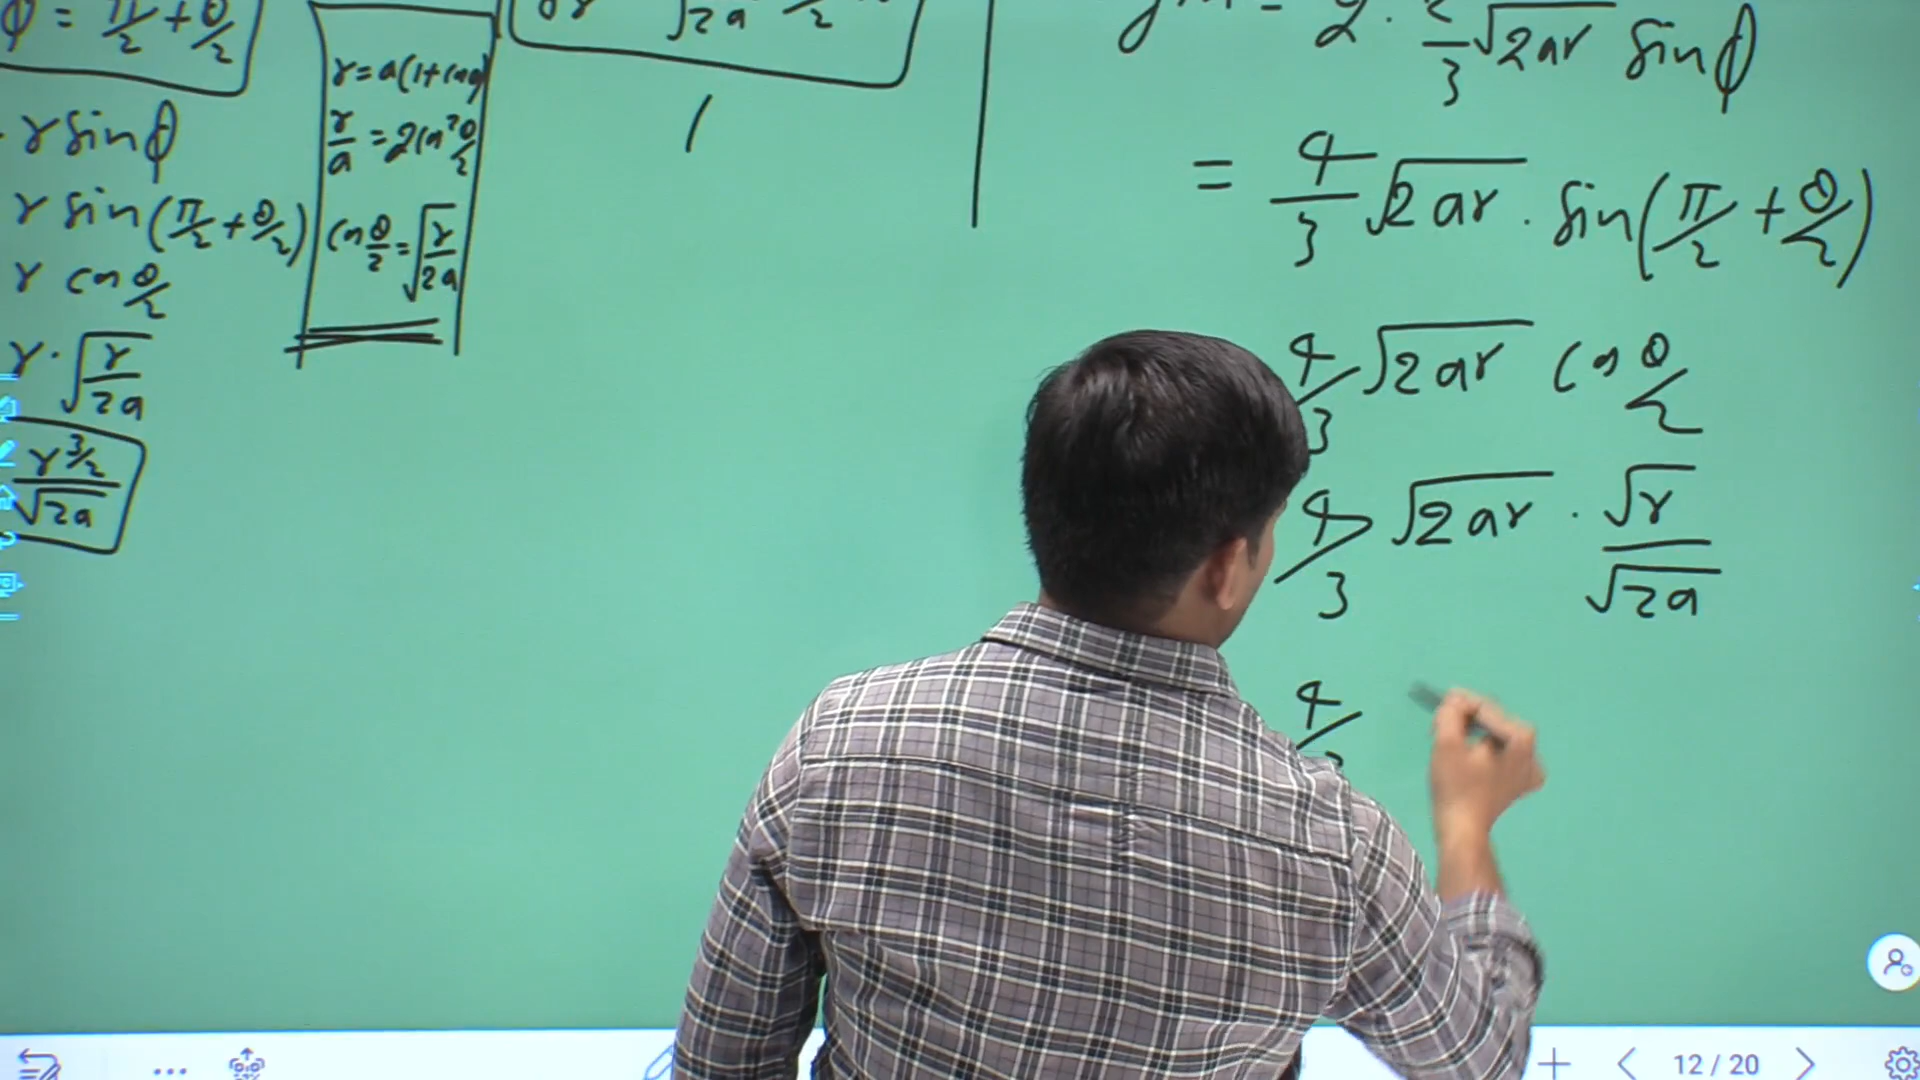 φ = π/2 + θ/2
r sinφ
r sin(π/2 + θ/2)
r cos θ/2
r · √(r/2a)
r^3/2 / √2a
r = a(1+cosθ)
r/a = 2cos²θ/2
cos θ/2 = √(r/2a)
= 2 · 2/3 √2ar sinφ
= 4/3 √2ar · sin(π/2 + θ/2)
4/3 √2ar cos θ/2
4/3 √2ar · √r / √2a
4/
12 / 20